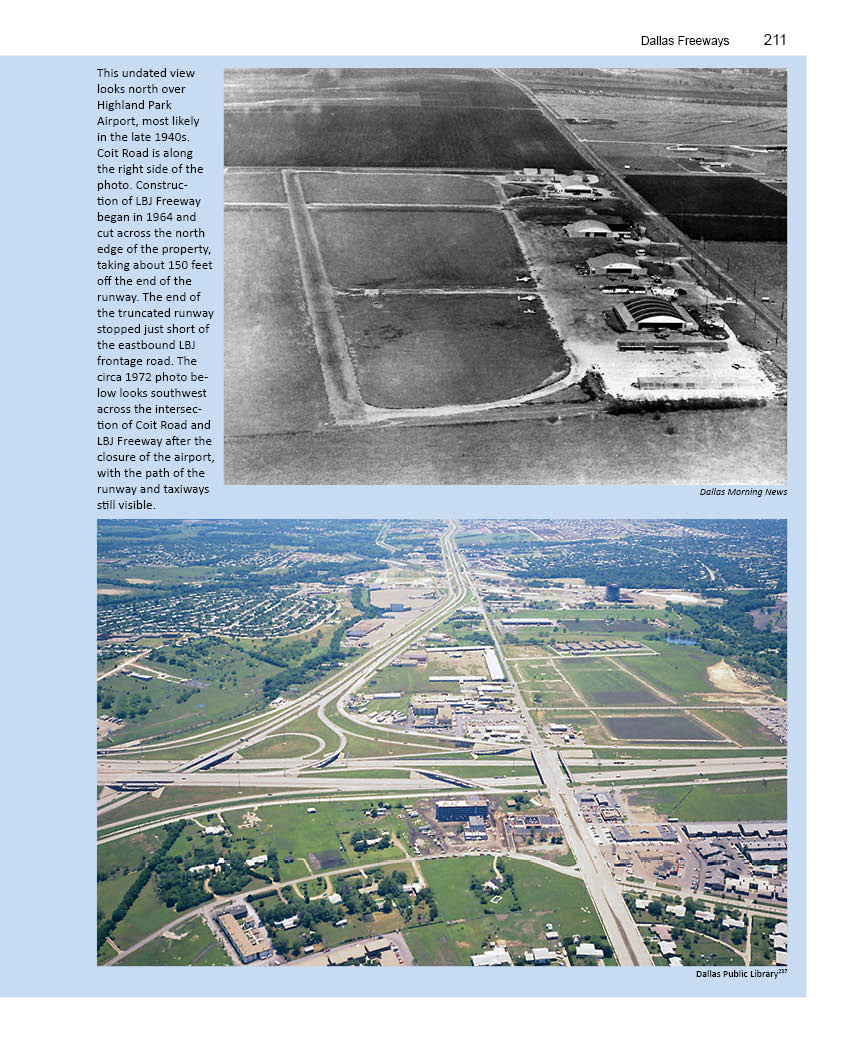 Dallas Freeways 211
This undated view
looks north over
Highland Park
Airport, most likely
in the late 1940s.
Coit Road is along
the right side of the
photo. Construc-
tion of LBJ Freeway
began in 1964 and
cut across the north
edge of the property,
taking about 150 feet
off the end of the
runway. The end of
the truncated runway
stopped just short of
the eastbound LBJ
frontage road. The
circa 1972 photo be-
low looks southwest
across the intersec-
tion of Coit Road and
LBJ Freeway after the
closure of the airport,
with the path of the
runway and taxiways
still visible.
Dallas Morning News
Dallas Public Library237